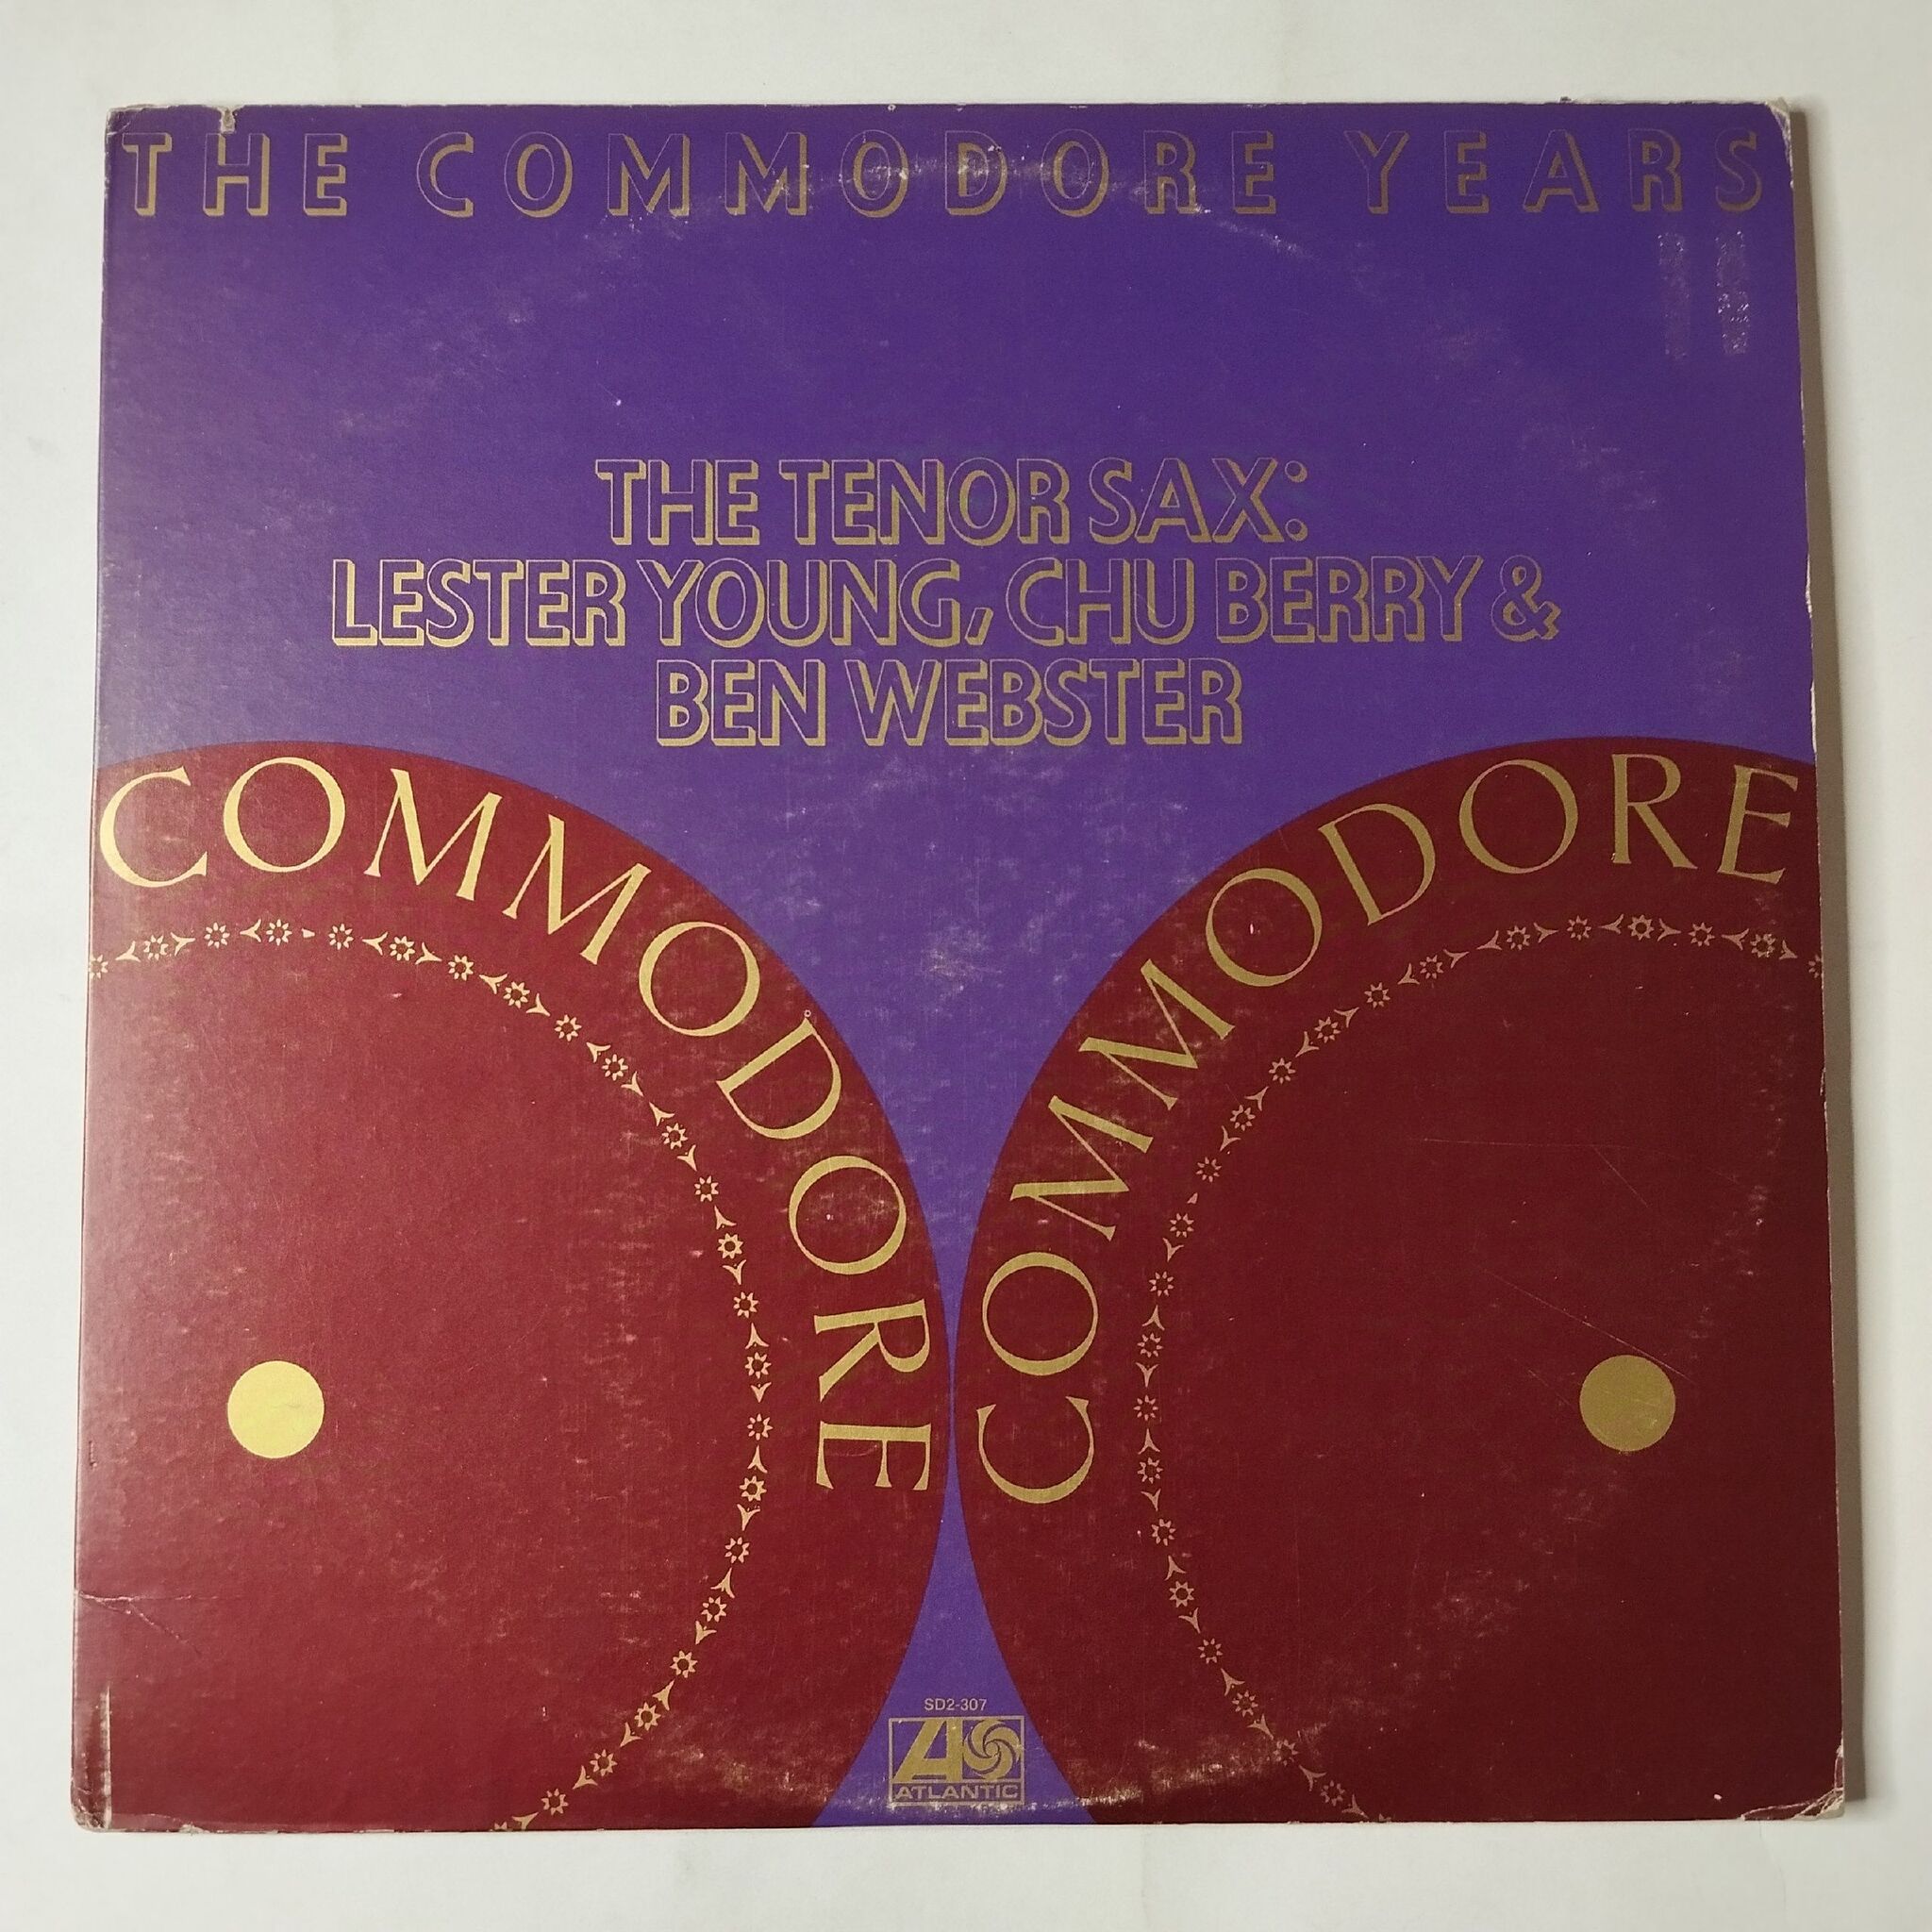 THE COMMODORE YEARS
THE TENOR SAX:
LESTER YOUNG, CHU BERRY &
BEN WEBSTER
COMMODORE
COMMODORE
SD2-307
ATLANTIC